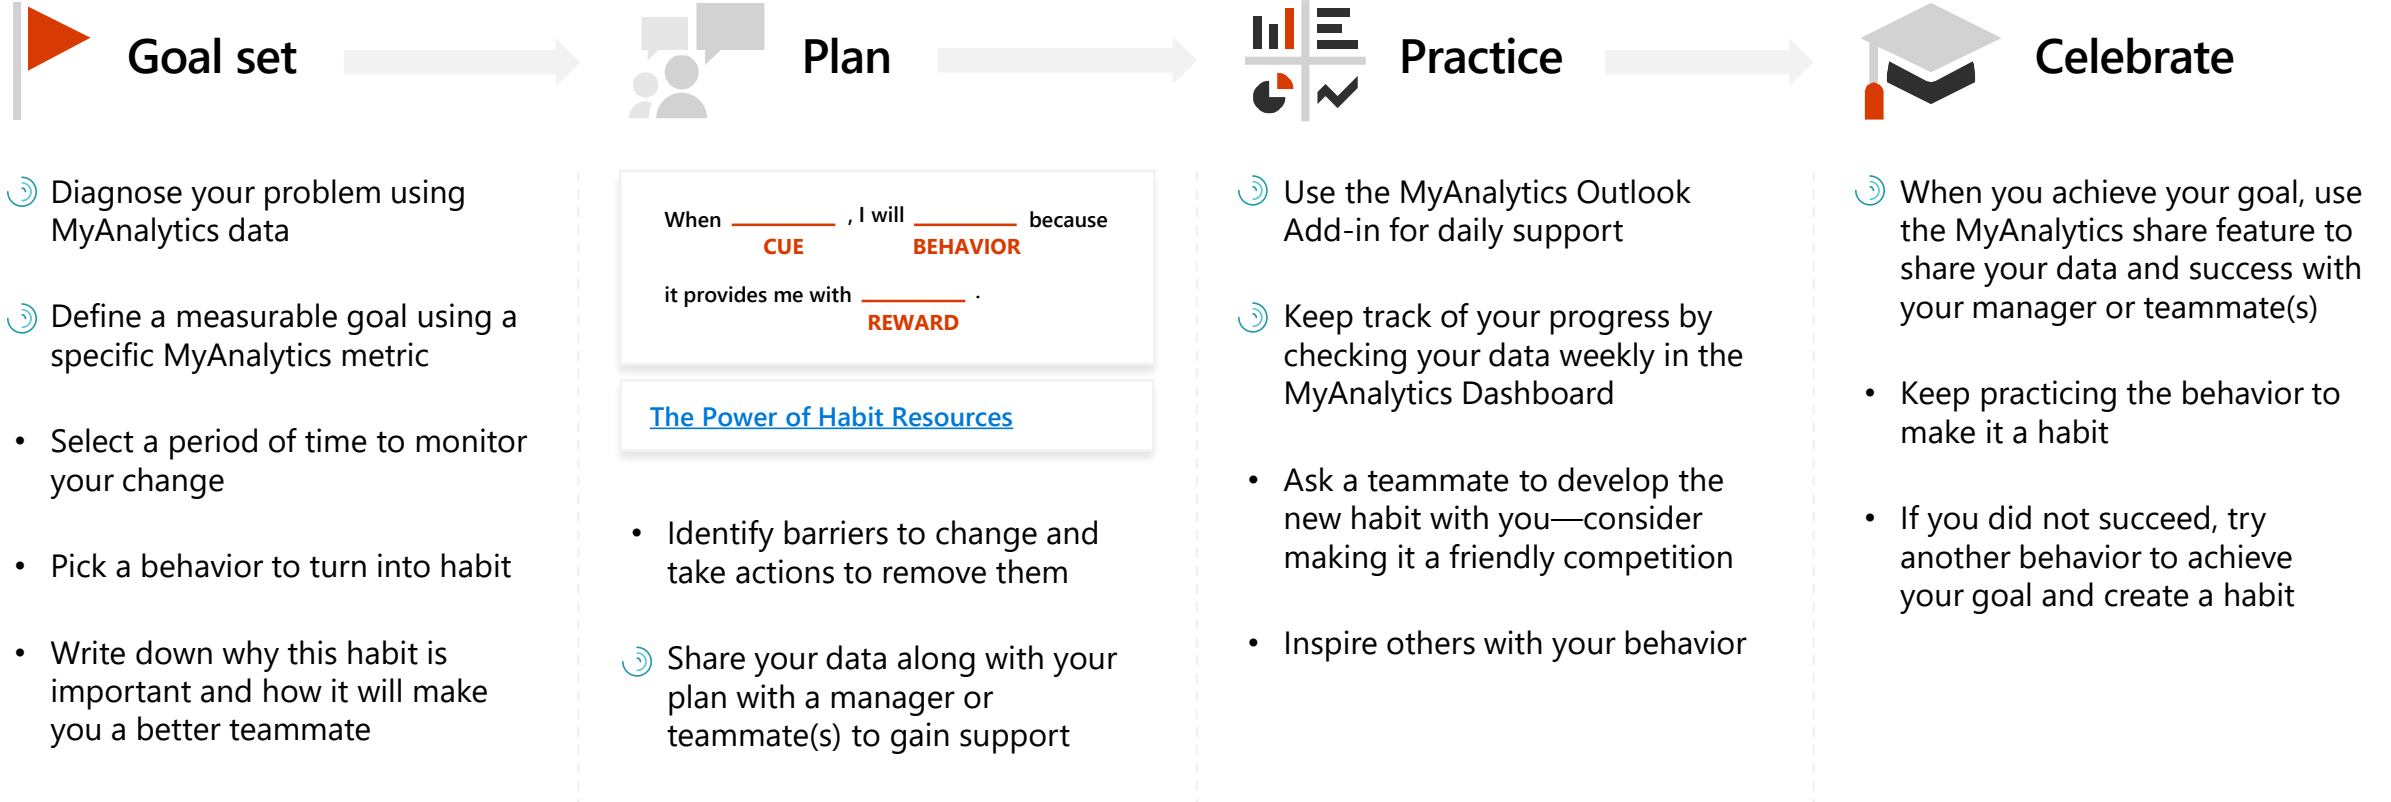 Goal set
Diagnose your problem using
MyAnalytics data
Define a measurable goal using a
specific MyAnalytics metric
• Select a period of time to monitor
your change
• Pick a behavior to turn into habit
• Write down why this habit is
important and how it will make
you a better teammate
Plan
When ________ , I will ________ because
CUE BEHAVIOR
it provides me with ________ .
REWARD
The Power of Habit Resources
• Identify barriers to change and
take actions to remove them
Share your data along with your
plan with a manager or
teammate(s) to gain support
Practice
Use the MyAnalytics Outlook
Add-in for daily support
Keep track of your progress by
checking your data weekly in the
MyAnalytics Dashboard
• Ask a teammate to develop the
new habit with you—consider
making it a friendly competition
• Inspire others with your behavior
Celebrate
When you achieve your goal, use
the MyAnalytics share feature to
share your data and success with
your manager or teammate(s)
• Keep practicing the behavior to
make it a habit
• If you did not succeed, try
another behavior to achieve
your goal and create a habit